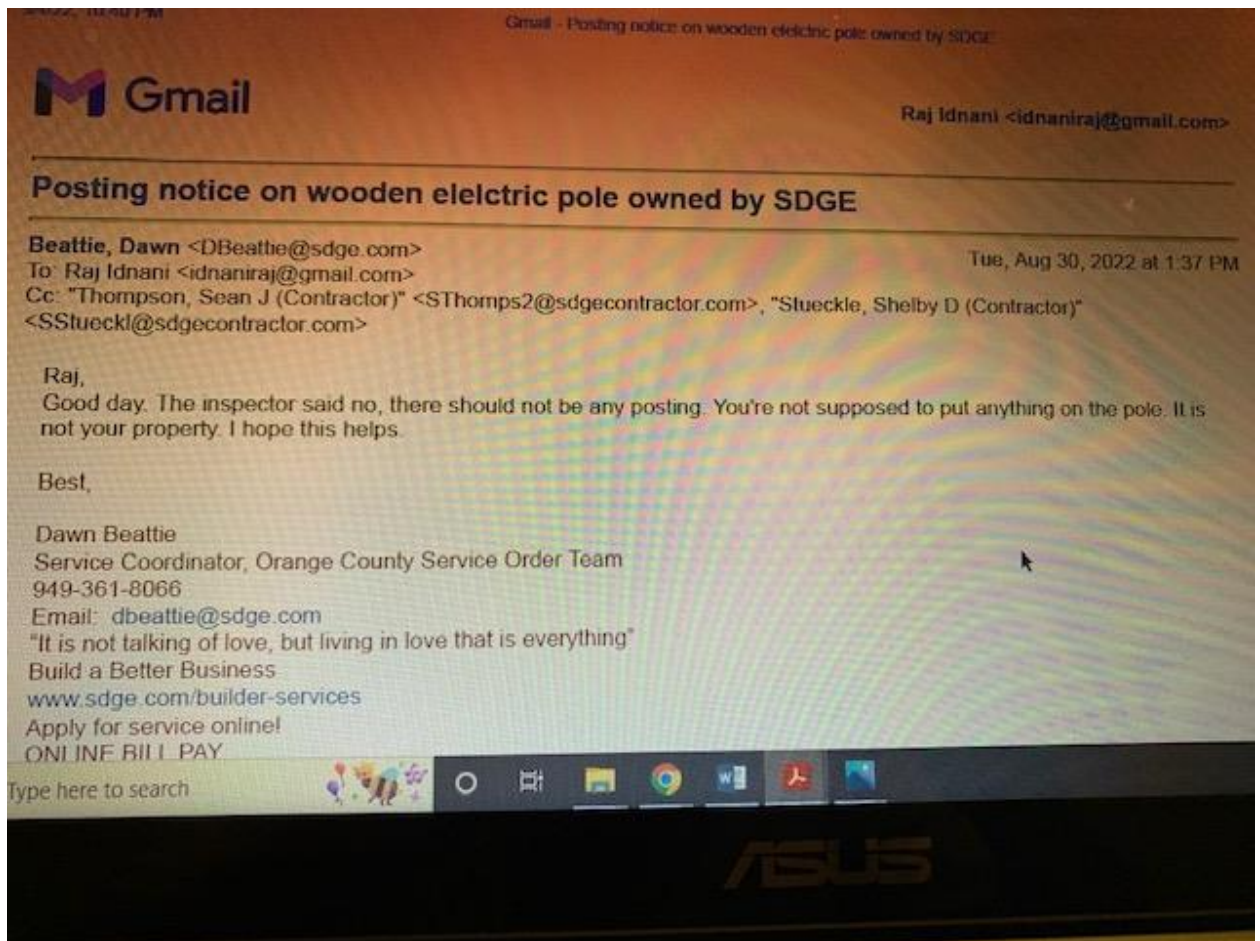 Gmail - Posting notice on wooden elelctric pole owned by SDGE
Gmail
Raj Idnani <idnaniraj@gmail.com>
Posting notice on wooden elelctric pole owned by SDGE
Beattie, Dawn <DBeattie@sdge.com>
Tue, Aug 30, 2022 at 1:37 PM
To: Raj Idnani <idnaniraj@gmail.com>
Cc: "Thompson, Sean J (Contractor)" <SThomps2@sdgecontractor.com>, "Stueckle, Shelby D (Contractor)"
<SStueckl@sdgecontractor.com>
Raj,
Good day. The inspector said no, there should not be any posting. You're not supposed to put anything on the pole. It is
not your property. I hope this helps.
Best,
Dawn Beattie
Service Coordinator, Orange County Service Order Team
949-361-8066
Email: dbeattie@sdge.com
"It is not talking of love, but living in love that is everything"
Build a Better Business
www.sdge.com/builder-services
Apply for service online!
ONLINE BILL PAY
Type here to search
ASUS